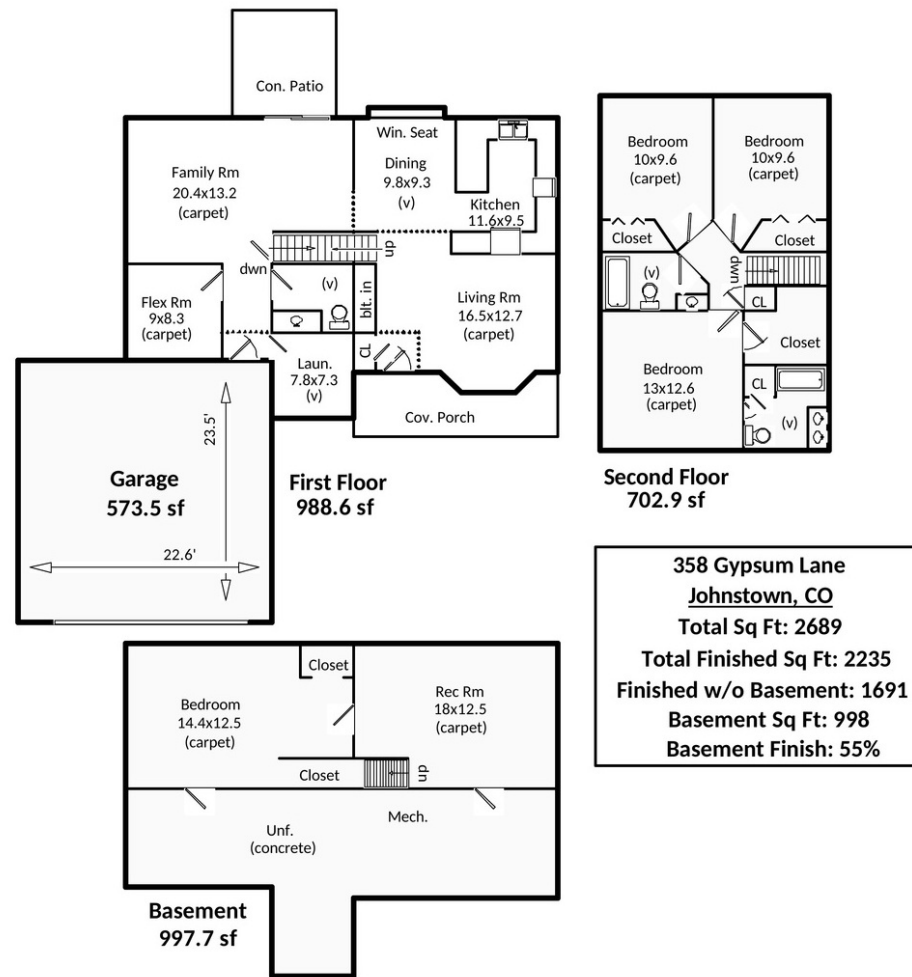 Con. Patio
Win. Seat
Family Rm
20.4x13.2
(carpet)
Dining
9.8x9.3
(v)
Kitchen
11.6x9.5
up
dwn
(v)
blt. in
Flex Rm
9x8.3
(carpet)
Living Rm
16.5x12.7
(carpet)
CL
Laun.
7.8x7.3
(v)
Cov. Porch
23.5'
Garage
573.5 sf
22.6'
First Floor
988.6 sf
Bedroom
10x9.6
(carpet)
Bedroom
10x9.6
(carpet)
Closet
Closet
dwn
(v)
CL
Closet
Bedroom
13x12.6
(carpet)
CL
(v)
Second Floor
702.9 sf
358 Gypsum Lane
Johnstown, CO
Total Sq Ft: 2689
Total Finished Sq Ft: 2235
Finished w/o Basement: 1691
Basement Sq Ft: 998
Basement Finish: 55%
Closet
Bedroom
14.4x12.5
(carpet)
Rec Rm
18x12.5
(carpet)
Closet
up
Mech.
Unf.
(concrete)
Basement
997.7 sf